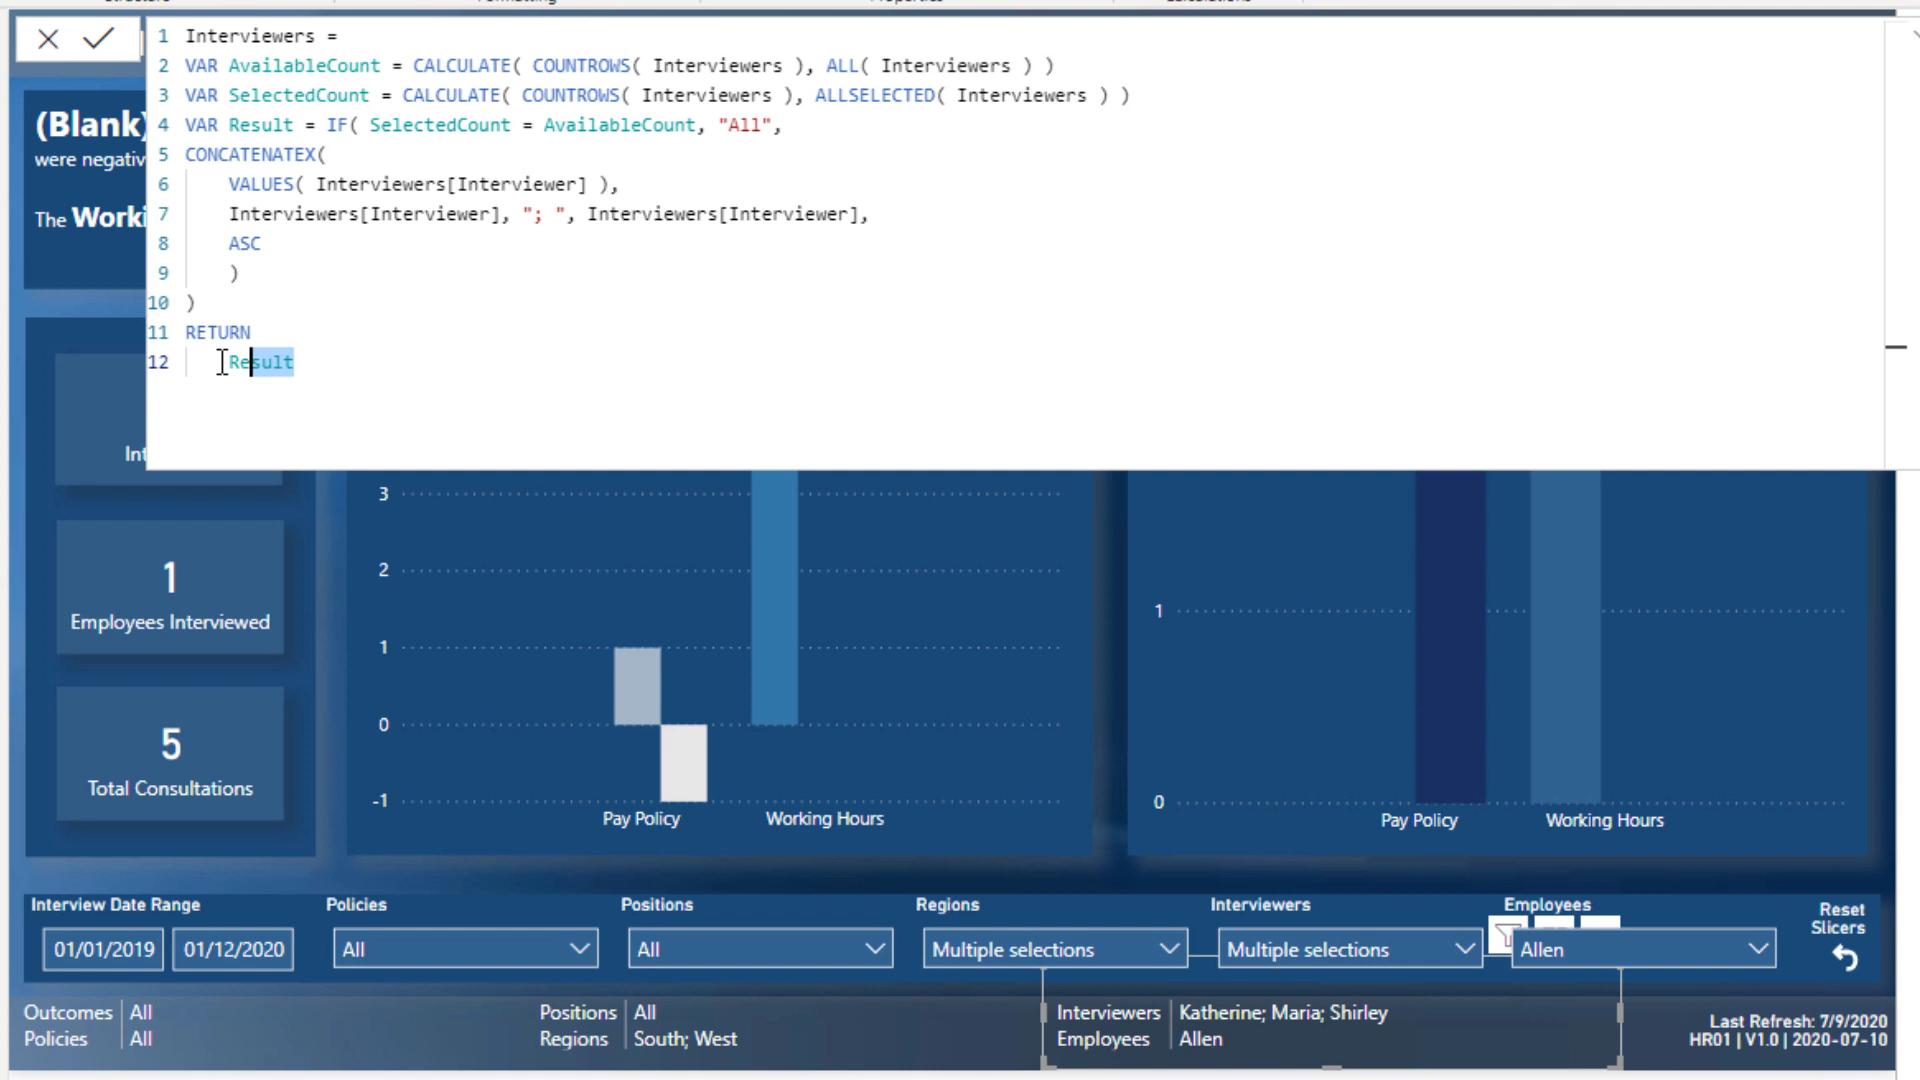 1 Interviewers =
2 VAR AvailableCount = CALCULATE( COUNTROWS( Interviewers ), ALL( Interviewers ) )
3 VAR SelectedCount = CALCULATE( COUNTROWS( Interviewers ), ALLSELECTED( Interviewers ) )
4 VAR Result = IF( SelectedCount = AvailableCount, "All",
5 CONCATENATEX(
6 VALUES( Interviewers[Interviewer] ),
7 Interviewers[Interviewer], "; ", Interviewers[Interviewer],
8 ASC
9 )
10 )
11 RETURN
12 Result
(Blank)
were negativ
The Worki
Int
1
Employees Interviewed
5
Total Consultations
3
2
1
0
-1
Pay Policy Working Hours
1
0
Pay Policy Working Hours
Interview Date Range Policies Positions Regions Interviewers Employees
01/01/2019 01/12/2020 All All Multiple selections Multiple selections Allen
Reset
Slicers
Outcomes All Positions All Interviewers Katherine; Maria; Shirley
Policies All Regions South; West Employees Allen
Last Refresh: 7/9/2020
HR01 | V1.0 | 2020-07-10